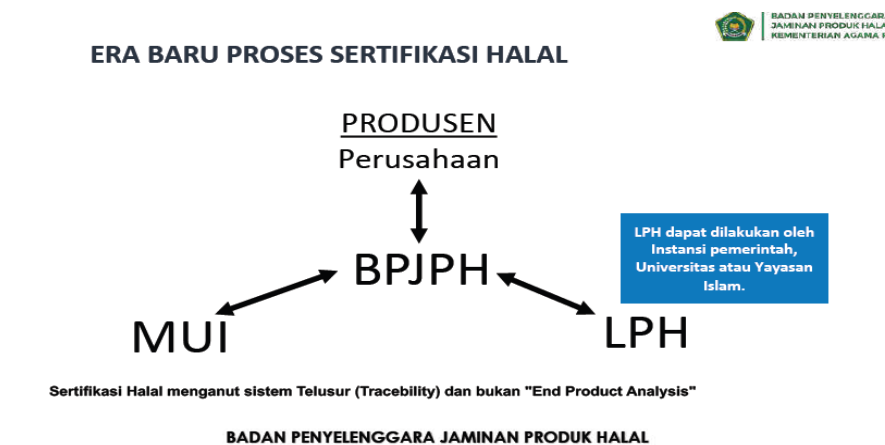 BADAN PENYELENGGARA
JAMINAN PRODUK HALAL
KEMENTERIAN AGAMA R
ERA BARU PROSES SERTIFIKASI HALAL
PRODUSEN
Perusahaan
BPJPH
LPH dapat dilakukan oleh
Instansi pemerintah,
Universitas atau Yayasan
Islam.
MUI
LPH
Sertifikasi Halal menganut sistem Telusur (Tracebility) dan bukan "End Product Analysis"
BADAN PENYELENGGARA JAMINAN PRODUK HALAL